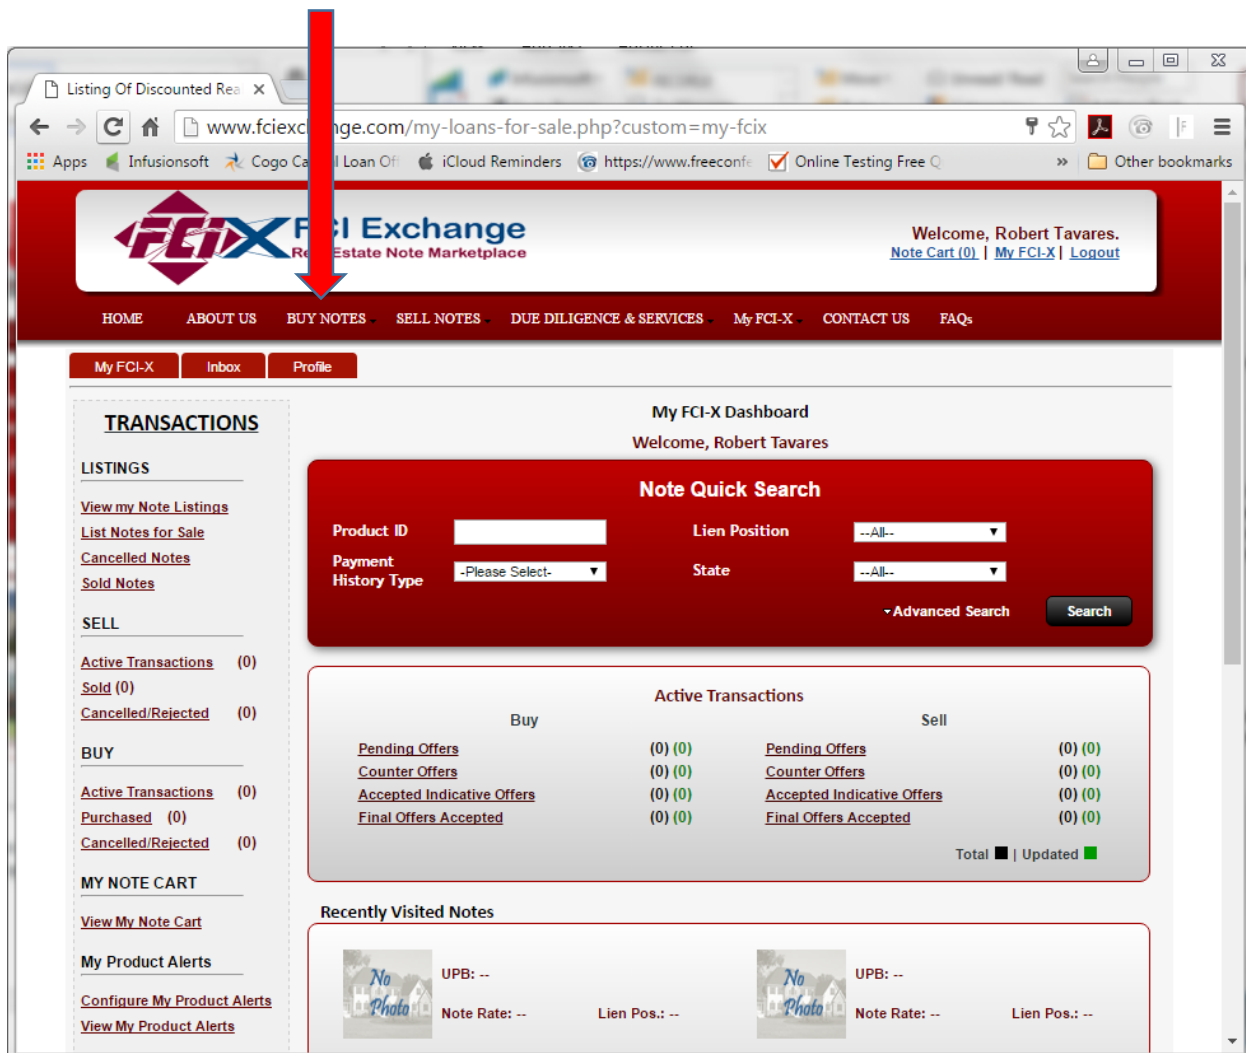 Listing Of Discounted Rea
www.fciexchange.com/my-loans-for-sale.php?custom=my-fcix
Apps Infusionsoft Cogo Ca al Loan Off iCloud Reminders https://www.freeconfe Online Testing Free Q » Other bookmarks
FCI X FCI Exchange
Real Estate Note Marketplace
Welcome, Robert Tavares.
Note Cart (0) | My FCI-X | Logout
HOME ABOUT US BUY NOTES SELL NOTES DUE DILIGENCE & SERVICES My FCI-X CONTACT US FAQs
My FCI-X Inbox Profile
TRANSACTIONS
LISTINGS
View my Note Listings
List Notes for Sale
Cancelled Notes
Sold Notes
SELL
Active Transactions (0)
Sold (0)
Cancelled/Rejected (0)
BUY
Active Transactions (0)
Purchased (0)
Cancelled/Rejected (0)
MY NOTE CART
View My Note Cart
My Product Alerts
Configure My Product Alerts
View My Product Alerts
My FCI-X Dashboard
Welcome, Robert Tavares
Note Quick Search
Product ID Lien Position --All--
Payment History Type -Please Select- State --All--
Advanced Search Search
Active Transactions
Buy Sell
Pending Offers (0) (0) Pending Offers (0) (0)
Counter Offers (0) (0) Counter Offers (0) (0)
Accepted Indicative Offers (0) (0) Accepted Indicative Offers (0) (0)
Final Offers Accepted (0) (0) Final Offers Accepted (0) (0)
Total | Updated
Recently Visited Notes
No Photo UPB: -- No Photo UPB: --
Note Rate: -- Lien Pos.: -- Note Rate: -- Lien Pos.: --